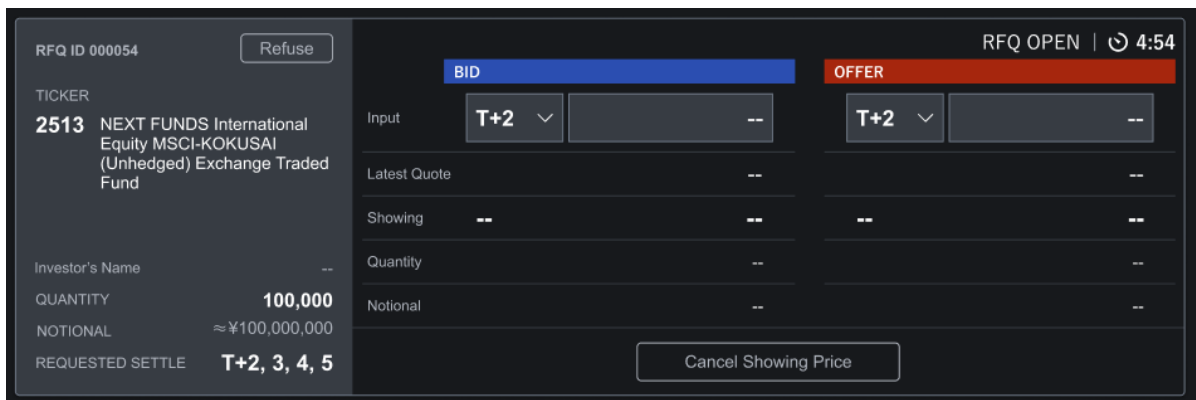 RFQ ID 000054
Refuse
TICKER
2513 NEXT FUNDS International
Equity MSCI-KOKUSAI
(Unhedged) Exchange Traded
Fund
Investor's Name --
QUANTITY 100,000
NOTIONAL ≈¥100,000,000
REQUESTED SETTLE T+2, 3, 4, 5
RFQ OPEN | 4:54
BID OFFER
Input T+2 -- T+2 --
Latest Quote -- --
Showing -- -- -- --
Quantity -- --
Notional -- --
Cancel Showing Price